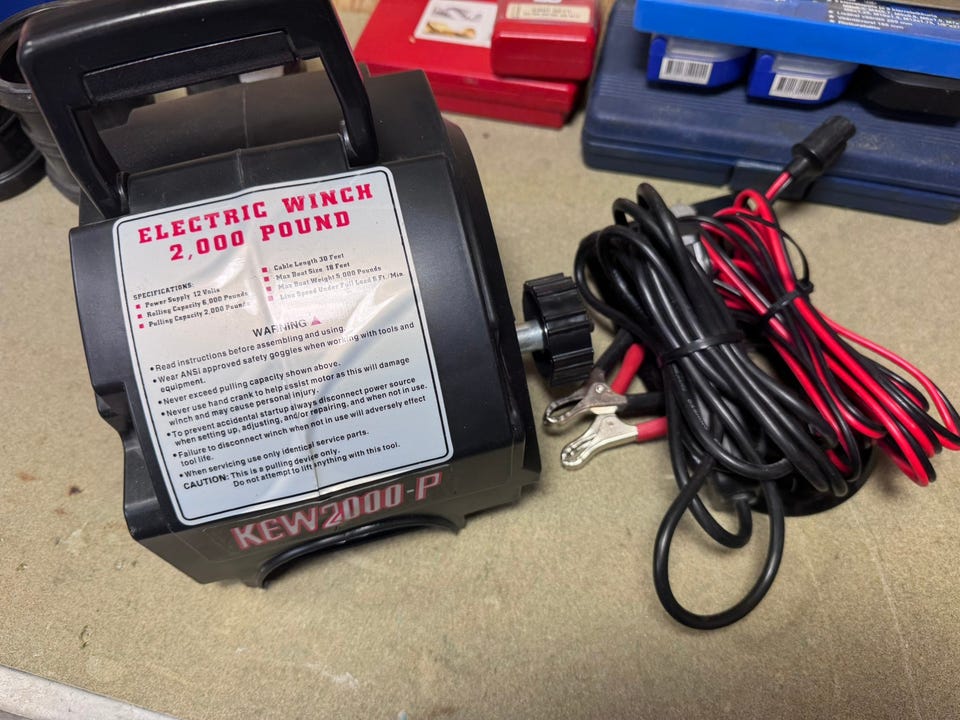 ELECTRIC WINCH
2,000 POUND
SPECIFICATIONS:
Power Supply 12 Volts
Rolling Capacity 6,000 Pounds
Pulling Capacity 2,000 Pounds
Cable Length 30 Feet
Max Boat Size 18 Feet
Max Boat Weight 5,000 Pounds
Line Speed Under Full Load 6 Ft./Min.
WARNING
• Read instructions before assembling and using.
• Wear ANSI approved safety goggles when working with tools and
equipment.
• Never exceed pulling capacity shown above.
• Never use hand crank to help assist motor as this will damage
winch and may cause personal injury.
• To prevent accidental startup always disconnect power source
when setting up, adjusting, and/or repairing, and when not in use.
• Failure to disconnect winch when not in use will adversely effect
tool life.
• When servicing use only identical service parts.
CAUTION: This is a pulling device only.
Do not attempt to lift anything with this tool.
KEW2000-P